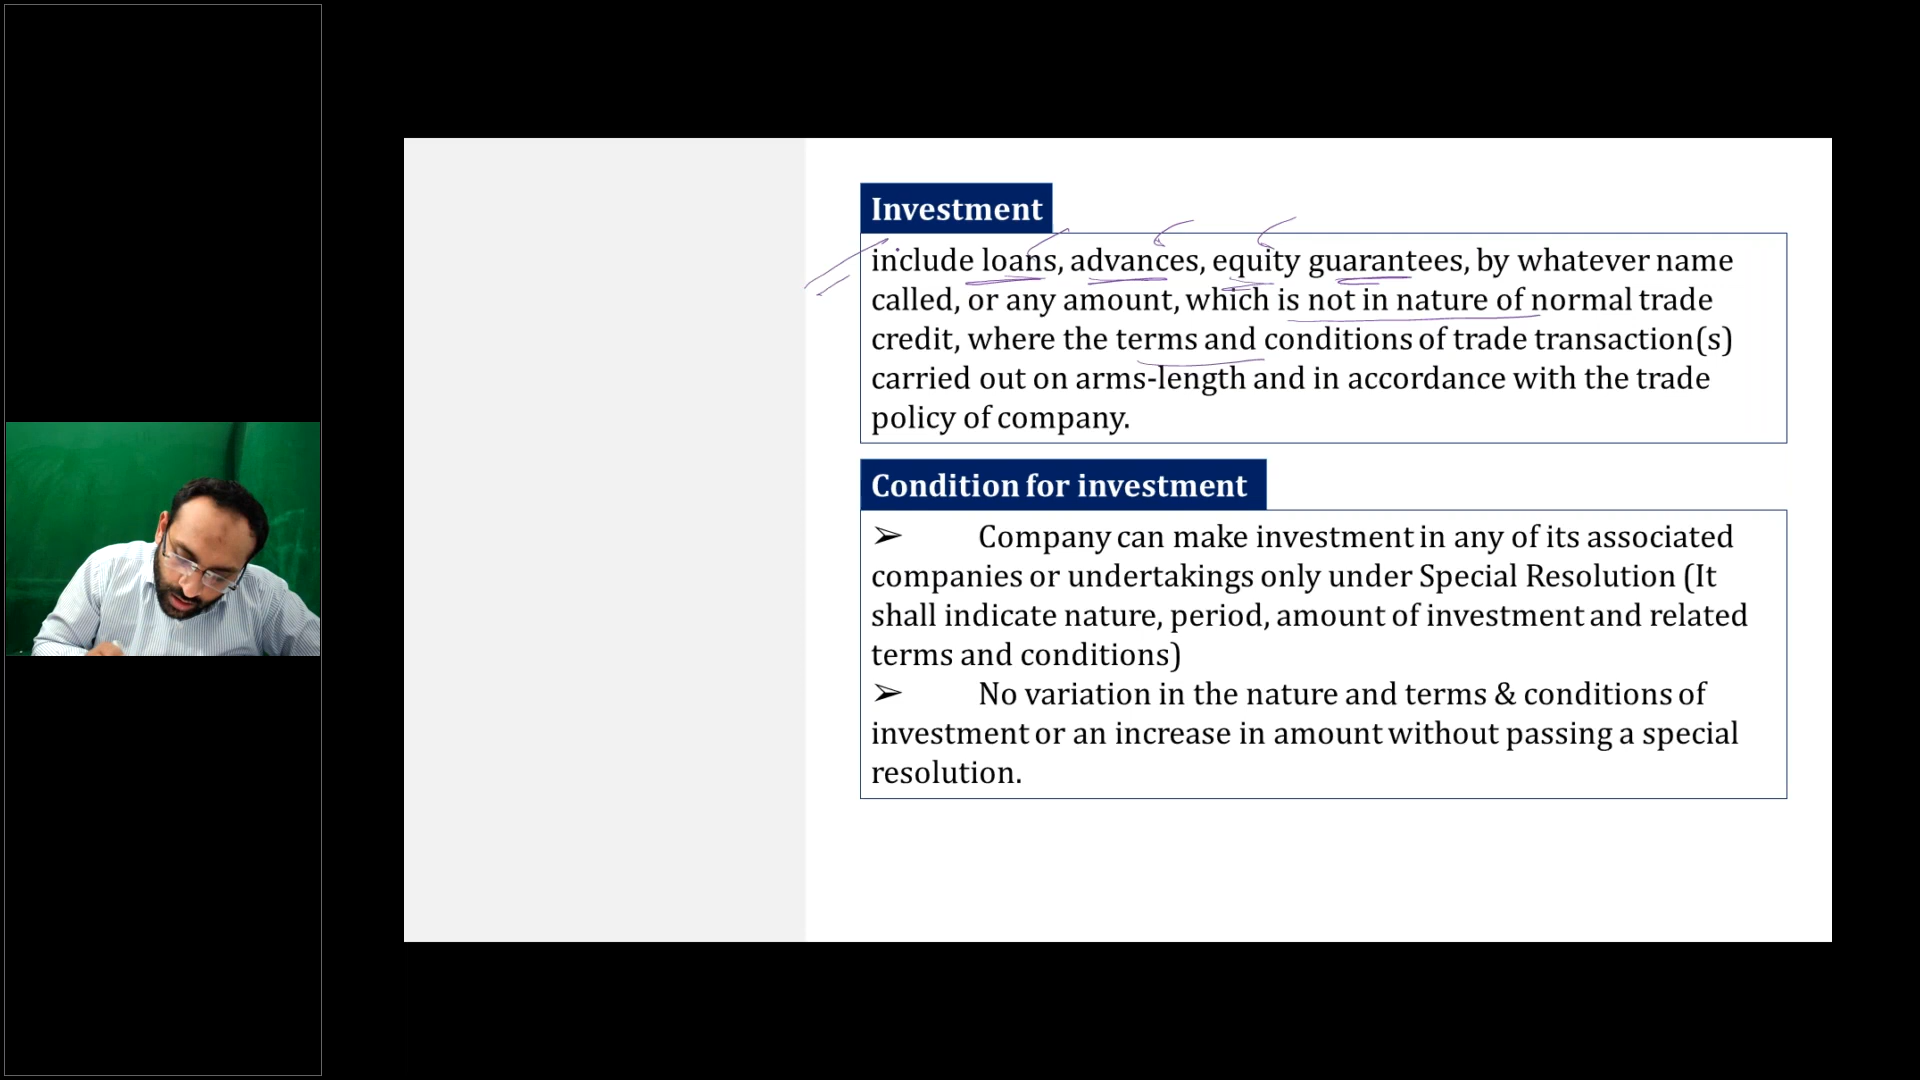 Investment
include loans, advances, equity guarantees, by whatever name
called, or any amount, which is not in nature of normal trade
credit, where the terms and conditions of trade transaction(s)
carried out on arms-length and in accordance with the trade
policy of company.
Condition for investment
➢ Company can make investment in any of its associated
companies or undertakings only under Special Resolution (It
shall indicate nature, period, amount of investment and related
terms and conditions)
➢ No variation in the nature and terms & conditions of
investment or an increase in amount without passing a special
resolution.